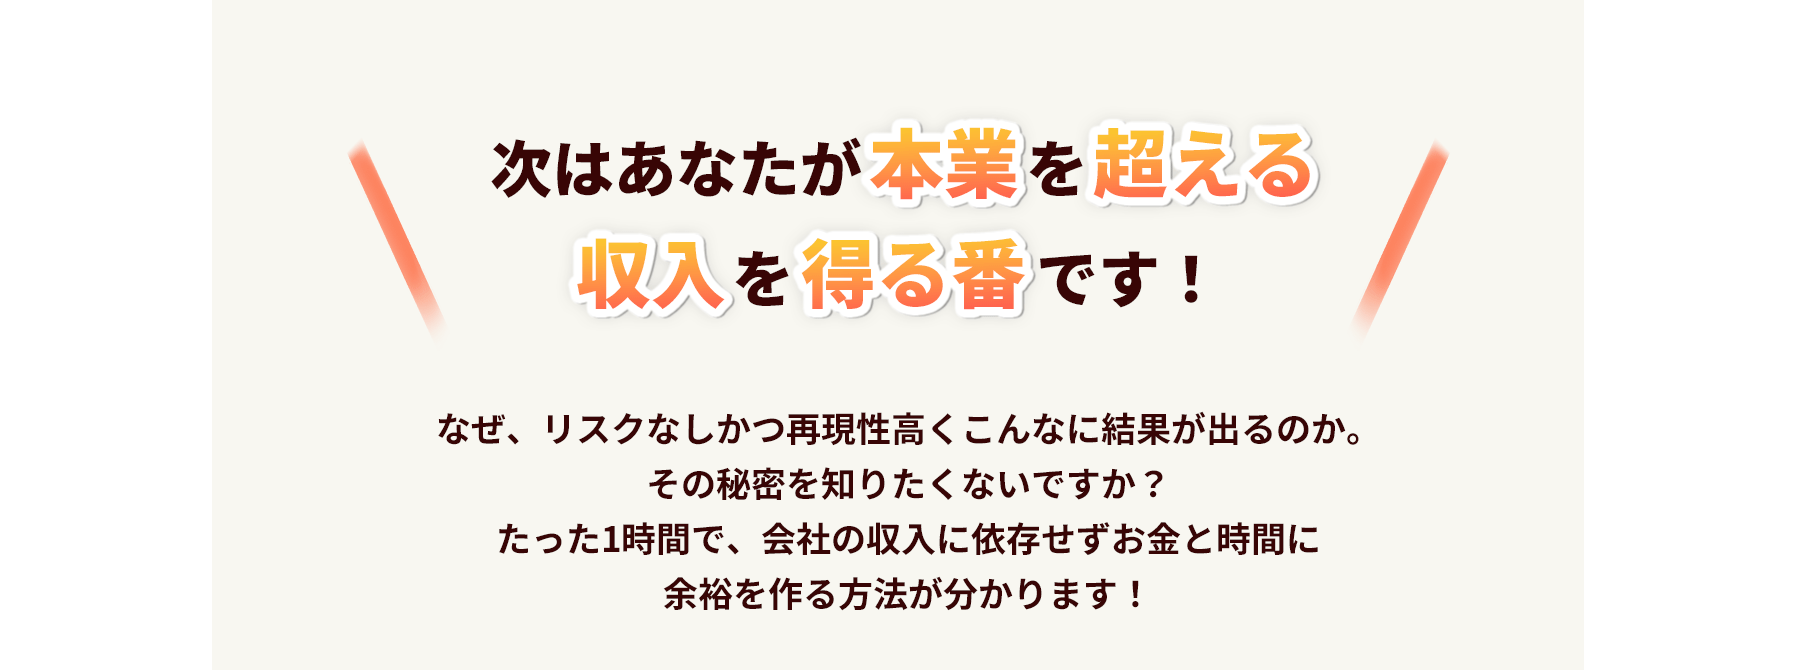 次はあなたが本業を超える
収入を得る番です！
なぜ、リスクなしかつ再現性高くこんなに結果が出るのか。
その秘密を知りたくないですか？
たった1時間で、会社の収入に依存せずお金と時間に
余裕を作る方法が分かります！